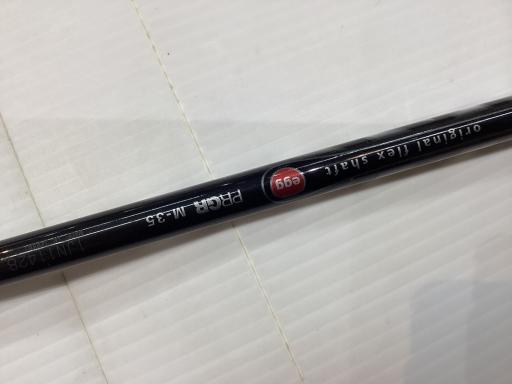 original flex shaft
egg
PRGR M-35